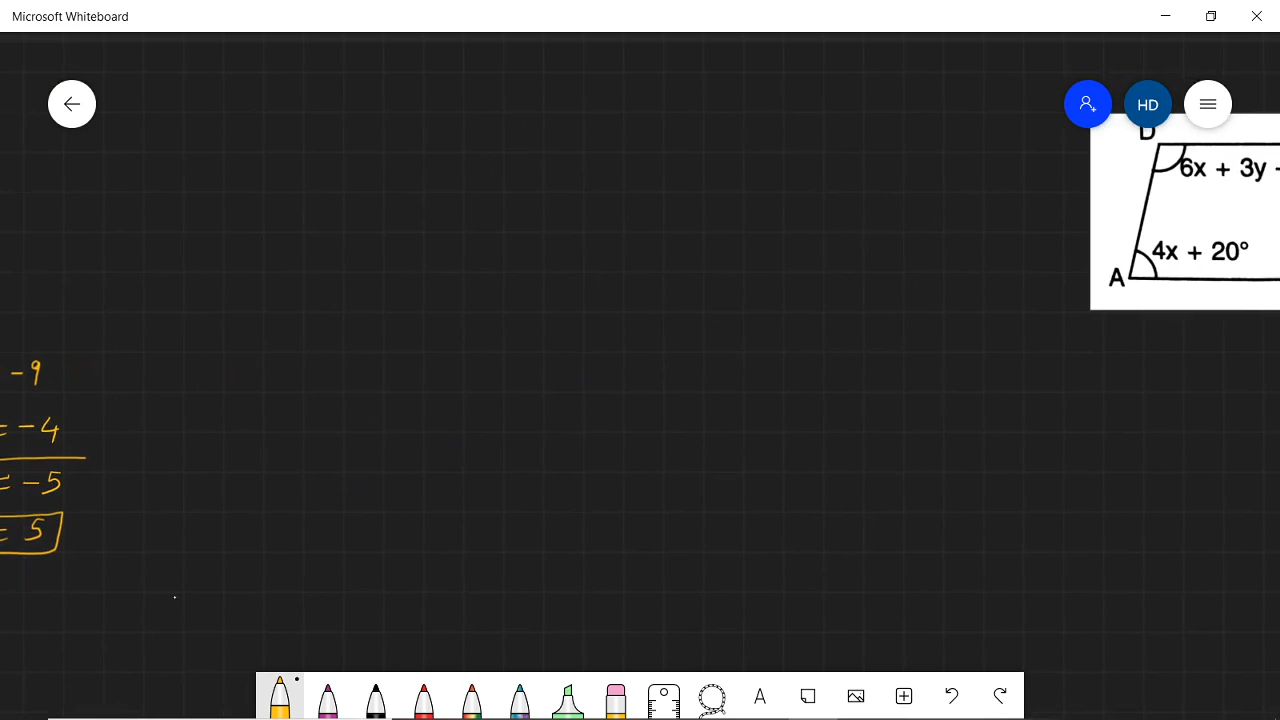 Microsoft Whiteboard
HD
D
6x + 3y -
4x + 20°
A
-9
= -4
= -5
= 5
A